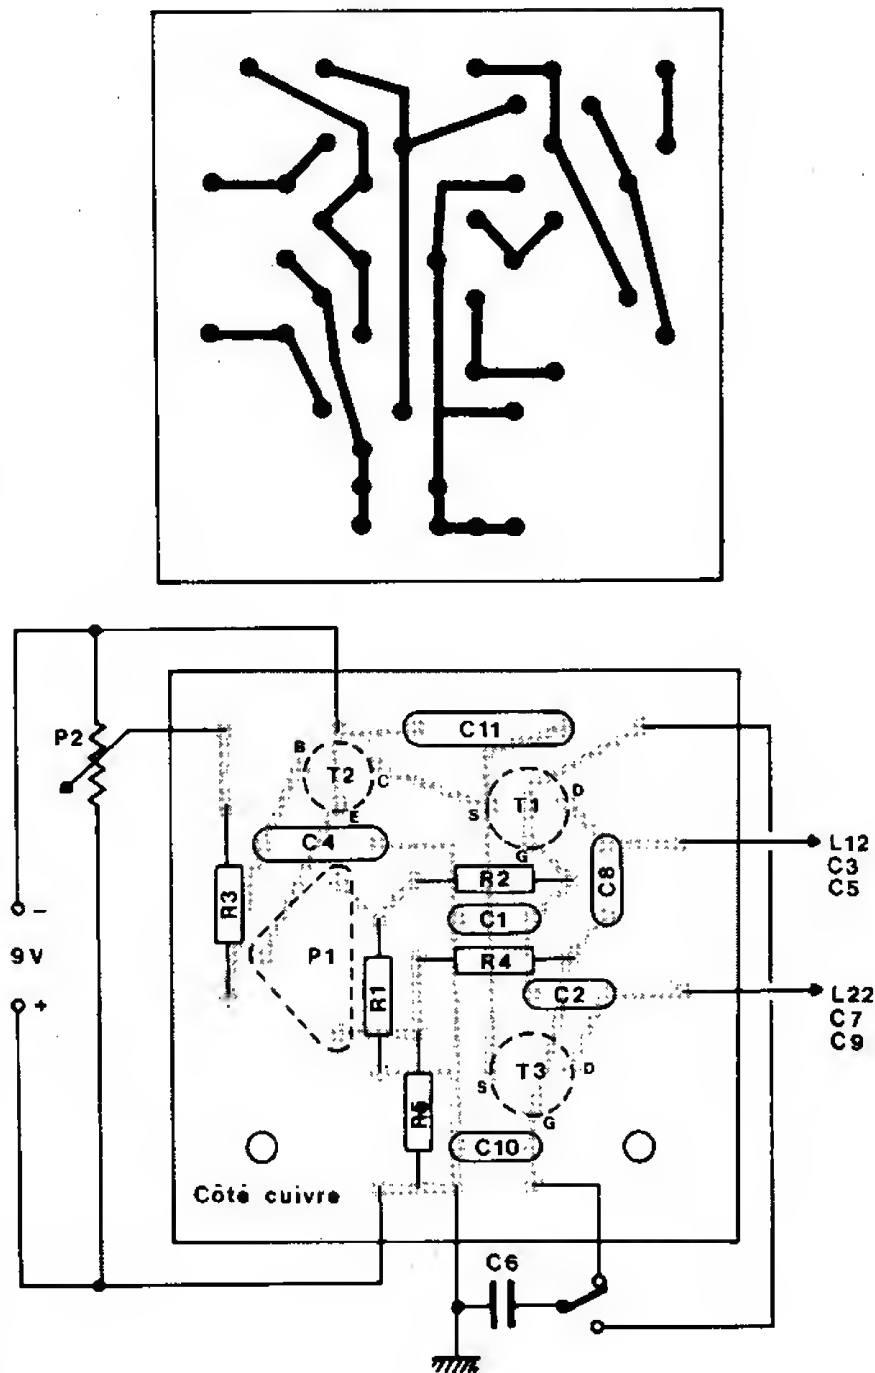 C11
P2
B
T2
C
E
S
T1
D
G
C4
L12
C3
C5
R3
R2
C8
C1
9V
-
+
P1
R4
R1
C2
L22
C7
C9
T3
S
D
G
R5
C10
Côté cuivre
C6